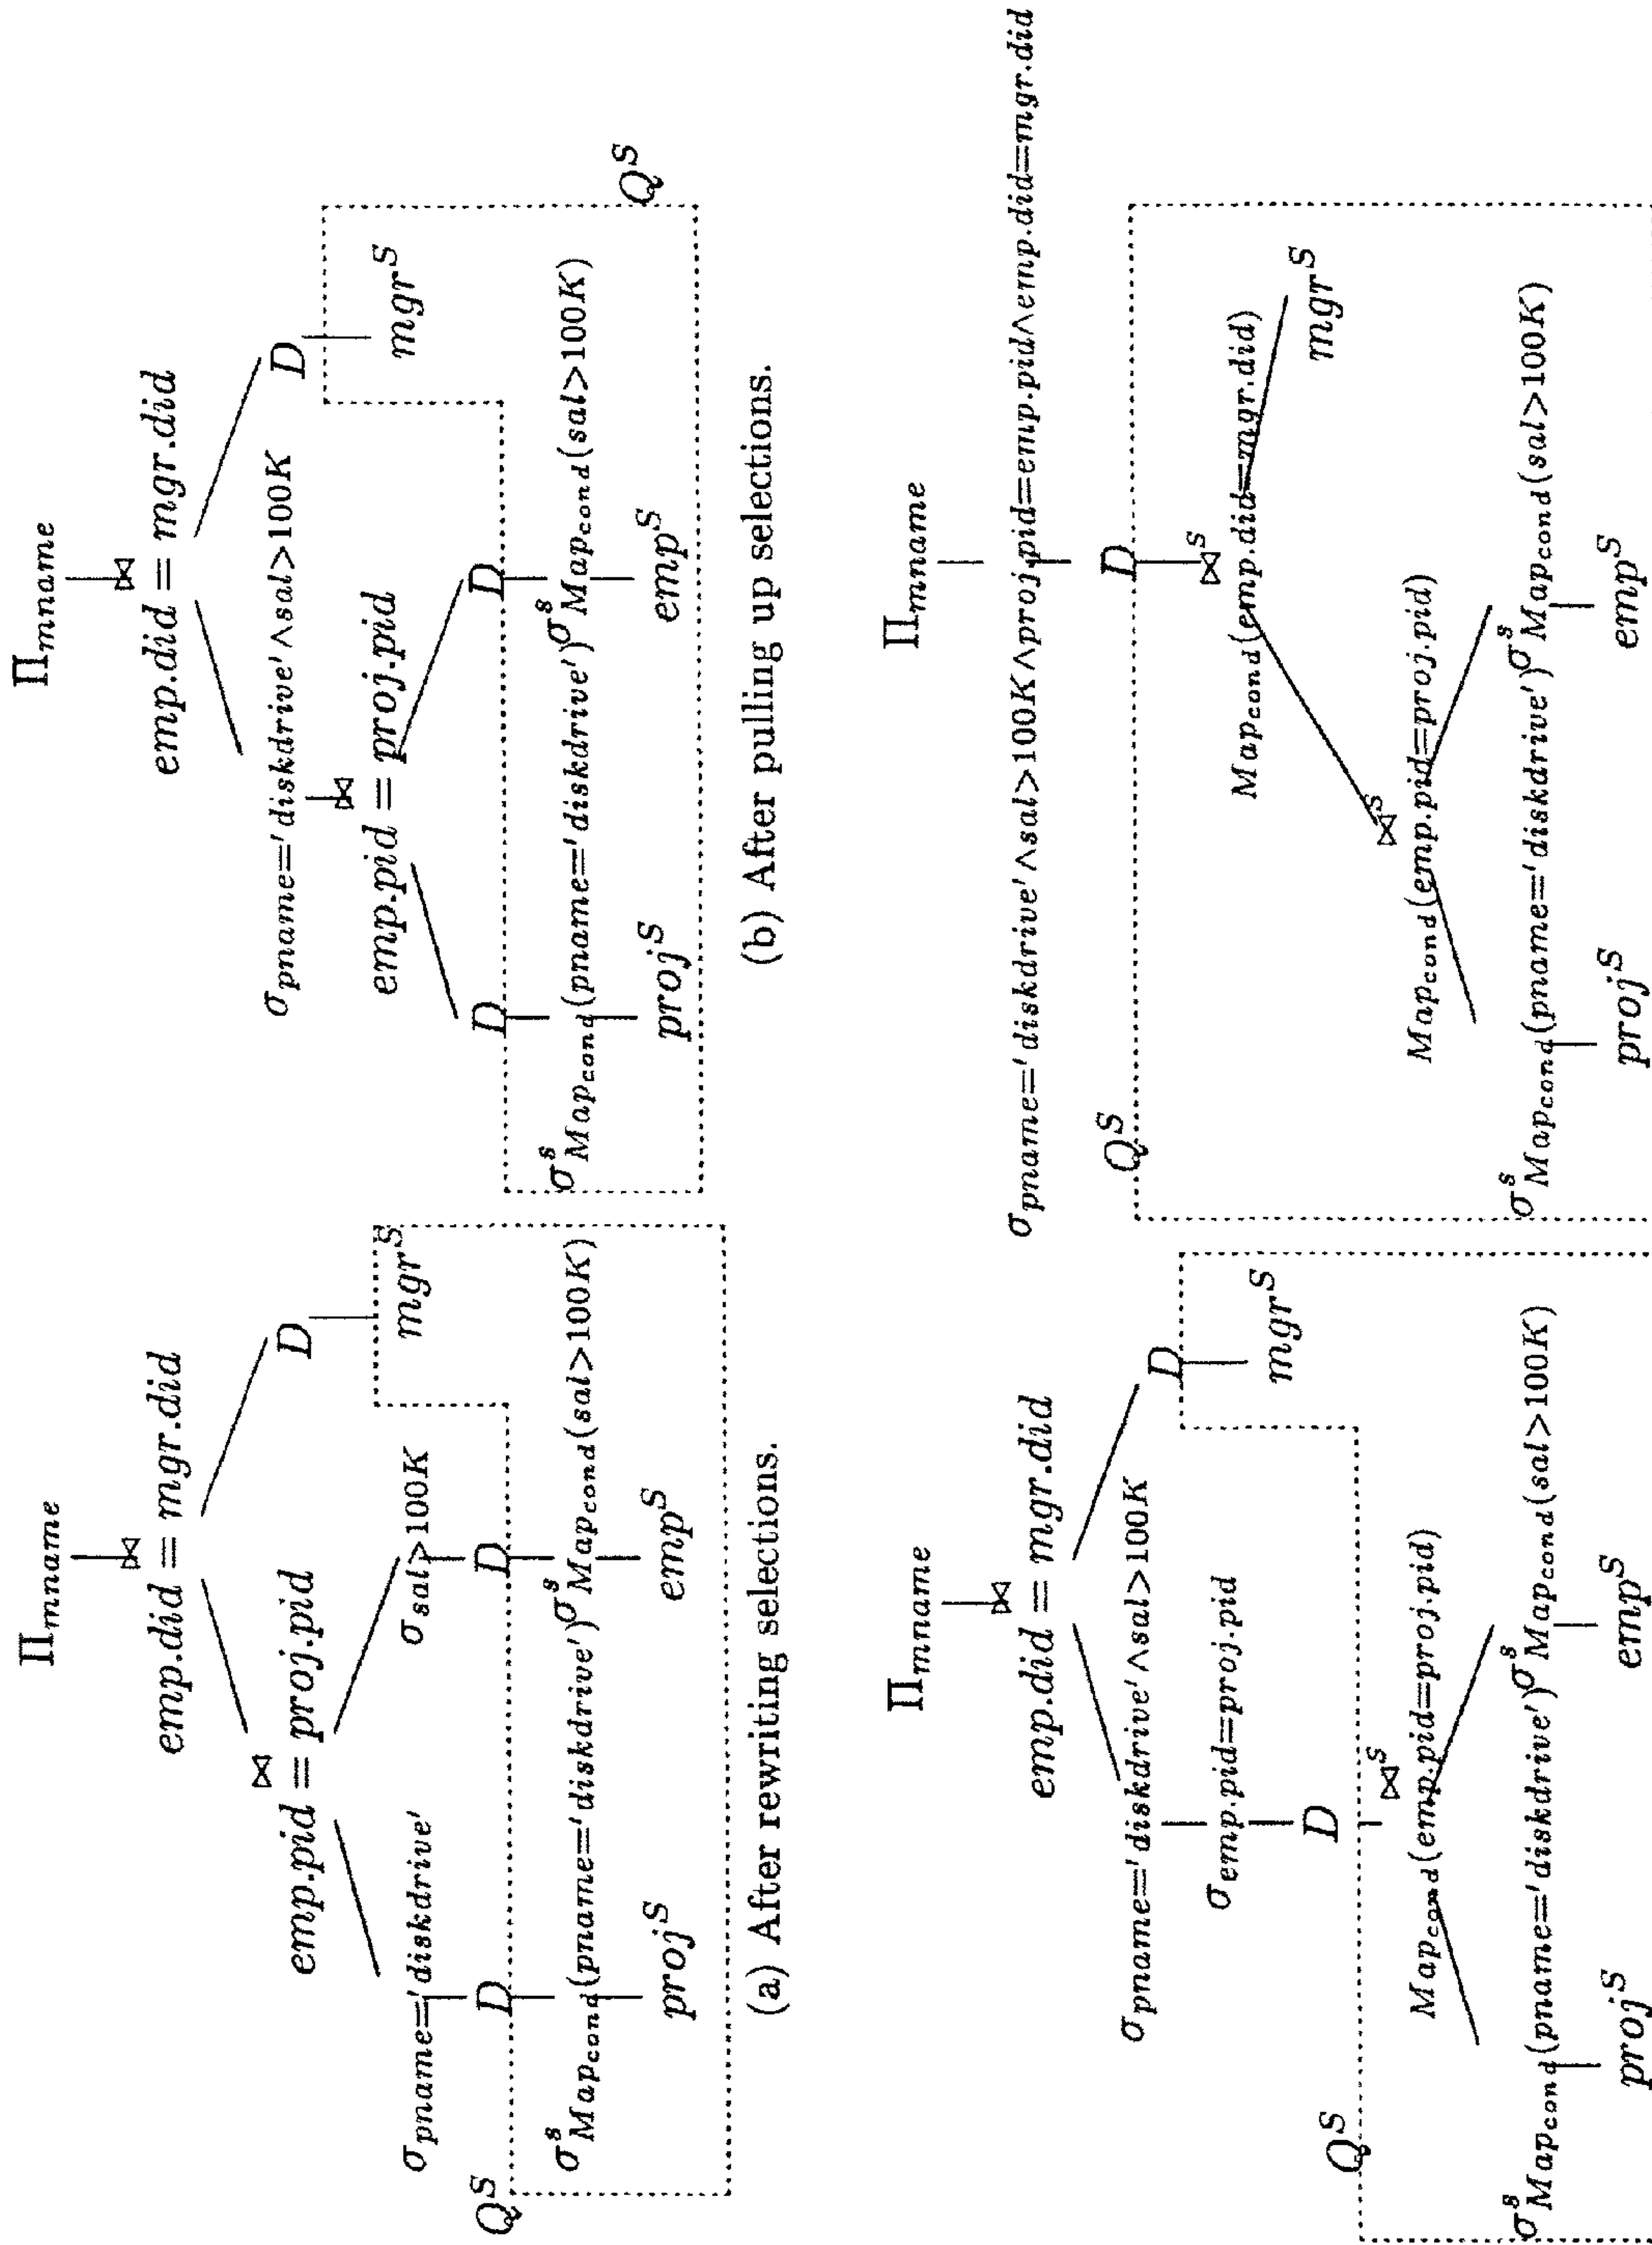 Π_mname
⋈
emp.did = mgr.did
⋈
emp.pid = proj.pid
D
σ_pname='diskdrive'
σ_sal>100K
Q^S
D
D
mgr^S
σ^s_Map_cond(pname='diskdrive')
σ^s_Map_cond(sal>100K)
proj^S
emp^S
(a) After rewriting selections.
Π_mname
⋈
emp.did = mgr.did
σ_pname='diskdrive'∧sal>100K
D
⋈
emp.pid = proj.pid
mgr^S
D
D
σ^s_Map_cond(pname='diskdrive')
σ^s_Map_cond(sal>100K)
proj^S
emp^S
Q^S
(b) After pulling up selections.
Π_mname
⋈
emp.did = mgr.did
σ_pname='diskdrive'∧sal>100K
D
σ_emp.pid=proj.pid
mgr^S
D
Q^S
⋈^s
Map_cond(emp.pid=proj.pid)
σ^s_Map_cond(pname='diskdrive')
σ^s_Map_cond(sal>100K)
proj^S
emp^S
Π_mname
σ_pname='diskdrive'∧sal>100K∧proj.pid=emp.pid∧emp.did=mgr.did
Q^S
D
⋈^s
Map_cond(emp.did=mgr.did)
mgr^S
⋈^s
Map_cond(emp.pid=proj.pid)
σ^s_Map_cond(pname='diskdrive')
σ^s_Map_cond(sal>100K)
proj^S
emp^S